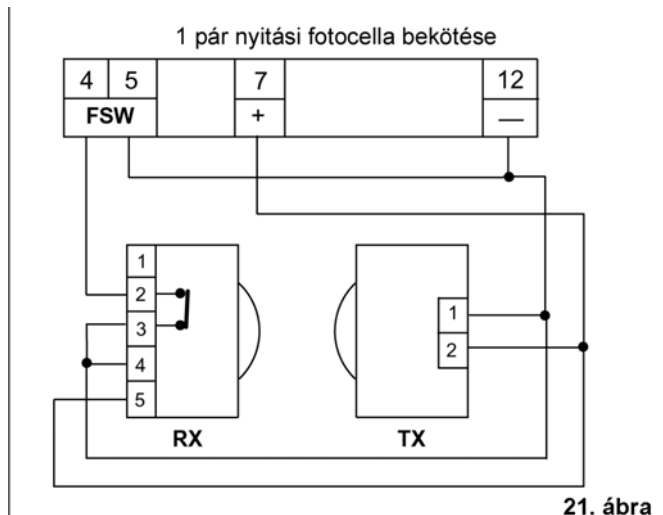 1 pár nyitási fotocella bekötése
4 5 7 12
FSW + —
1
2
3
4
5
1
2
RX TX
21. ábra